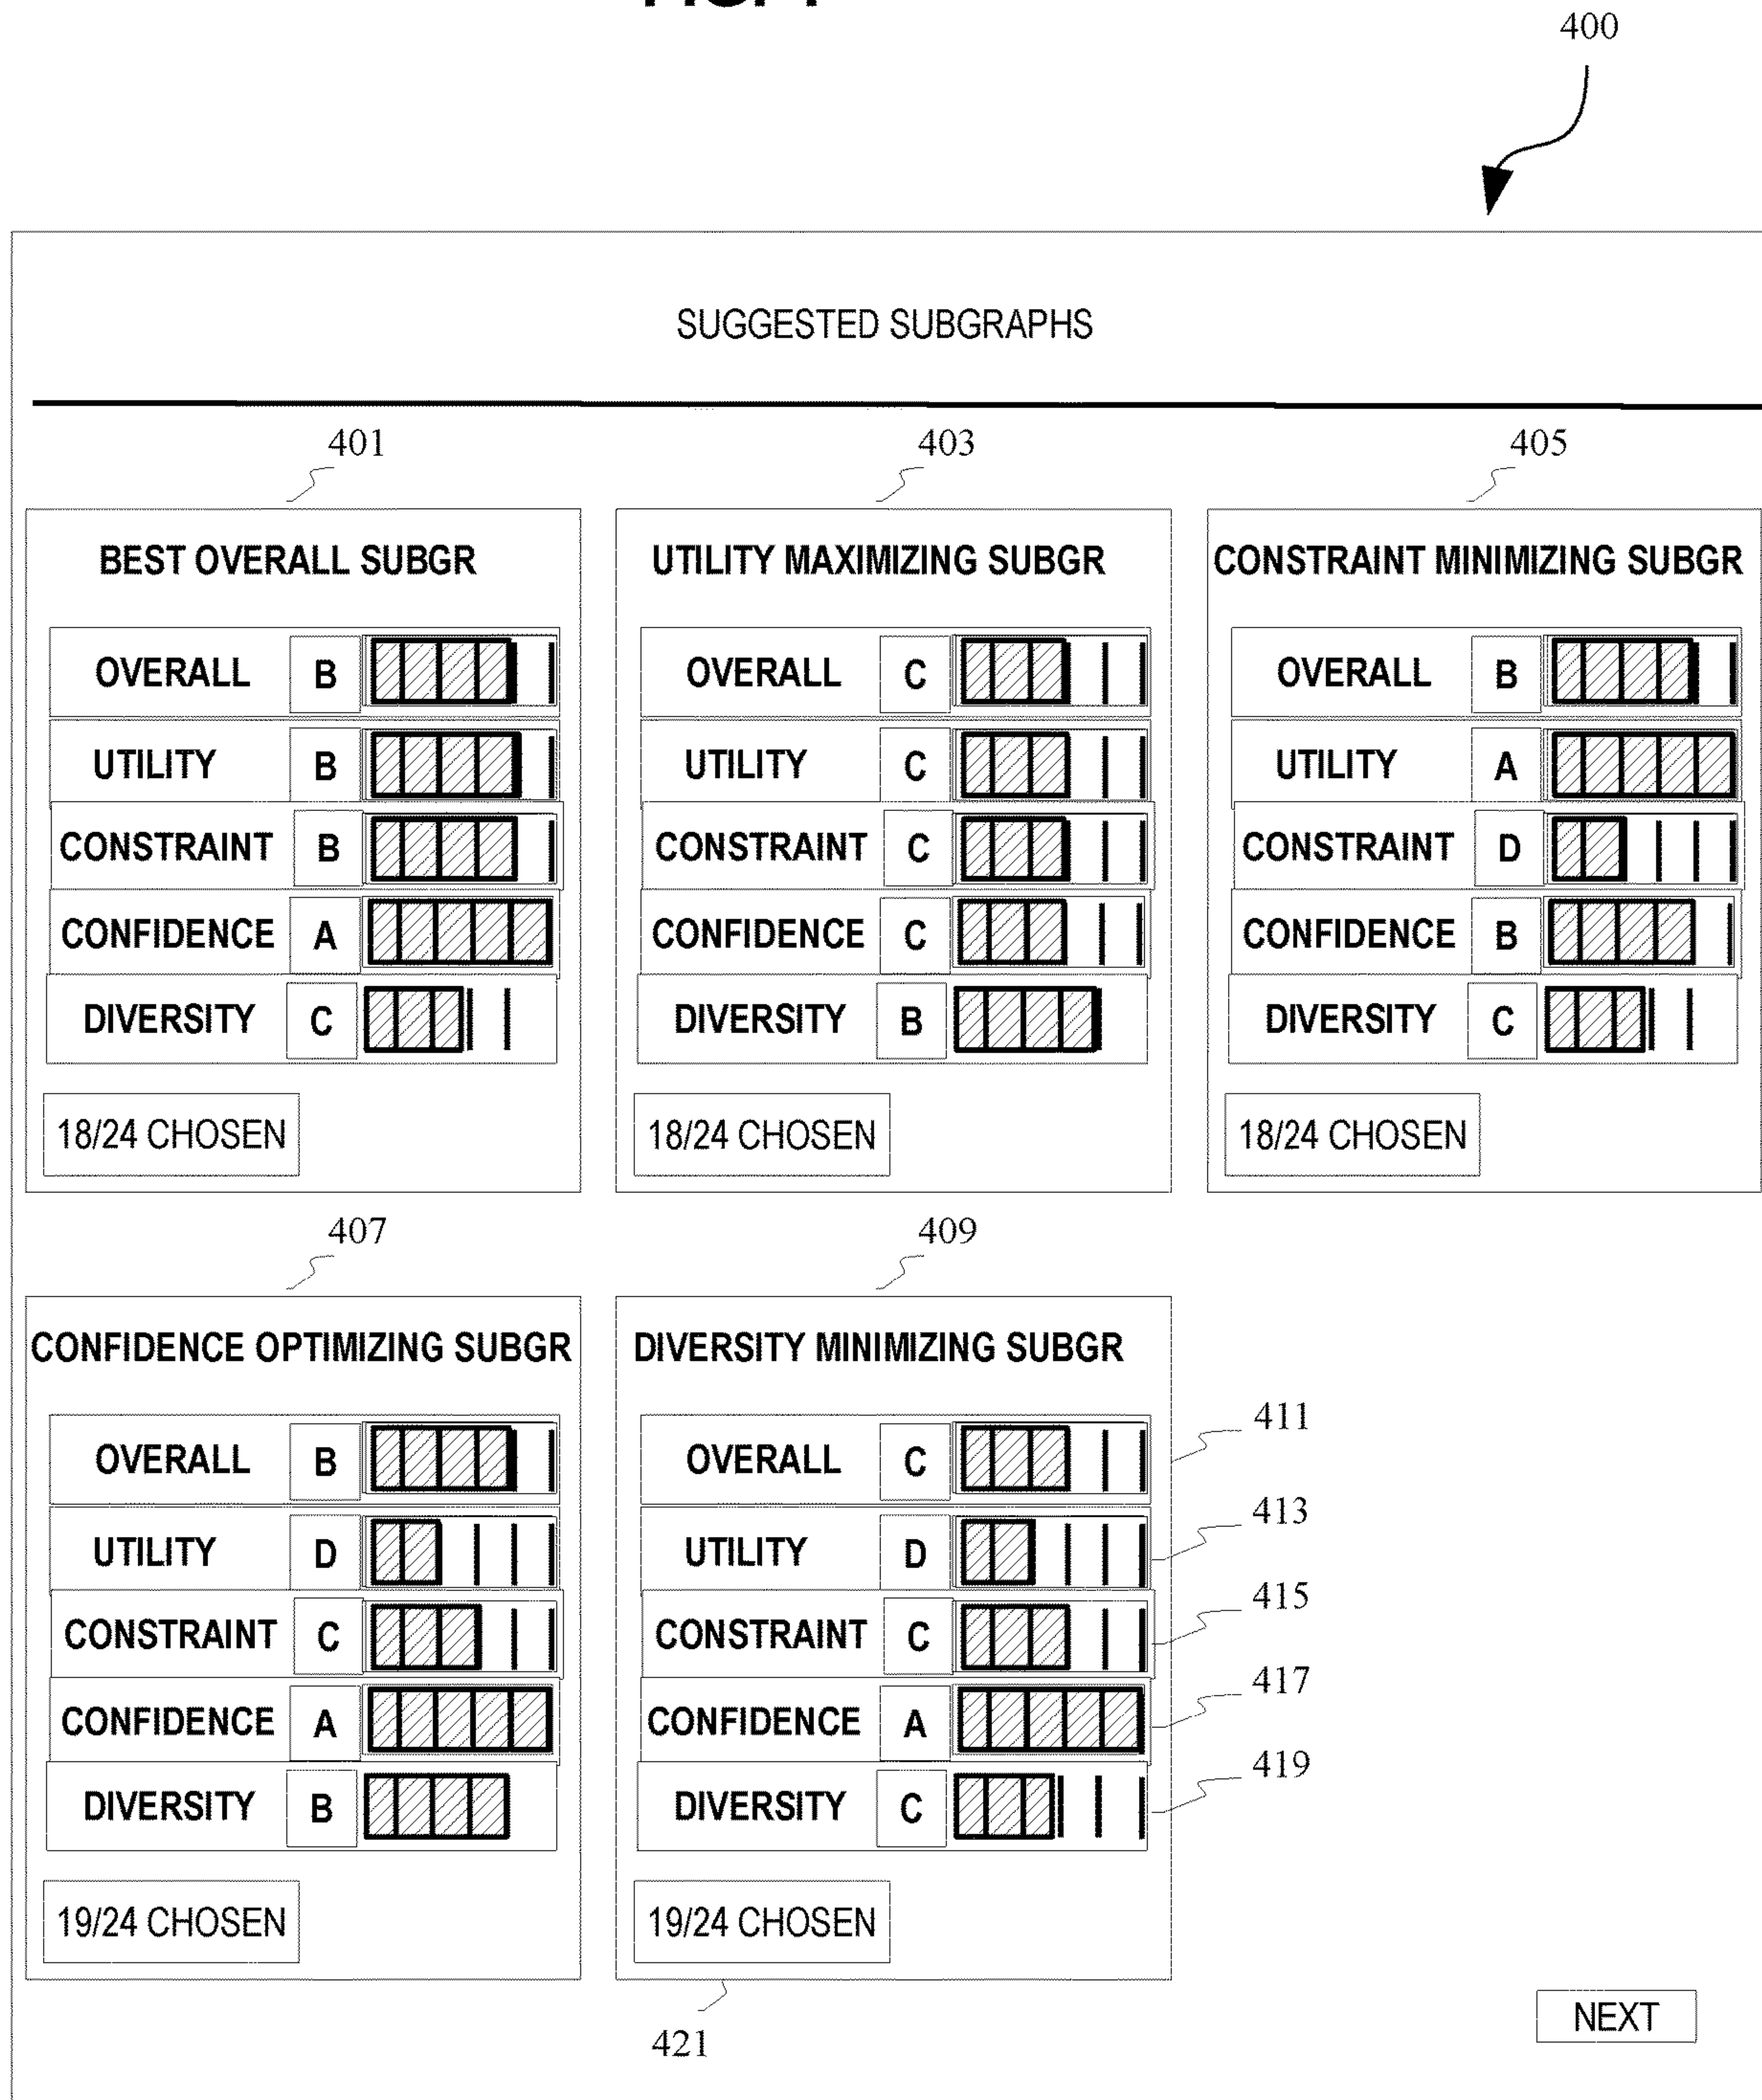 400
SUGGESTED SUBGRAPHS
401
403
405
BEST OVERALL SUBGR
OVERALL B
UTILITY B
CONSTRAINT B
CONFIDENCE A
DIVERSITY C
18/24 CHOSEN
UTILITY MAXIMIZING SUBGR
OVERALL C
UTILITY C
CONSTRAINT C
CONFIDENCE C
DIVERSITY B
18/24 CHOSEN
CONSTRAINT MINIMIZING SUBGR
OVERALL B
UTILITY A
CONSTRAINT D
CONFIDENCE B
DIVERSITY C
18/24 CHOSEN
407
409
CONFIDENCE OPTIMIZING SUBGR
OVERALL B
UTILITY D
CONSTRAINT C
CONFIDENCE A
DIVERSITY B
19/24 CHOSEN
DIVERSITY MINIMIZING SUBGR
OVERALL C
UTILITY D
CONSTRAINT C
CONFIDENCE A
DIVERSITY C
19/24 CHOSEN
411
413
415
417
419
421
NEXT